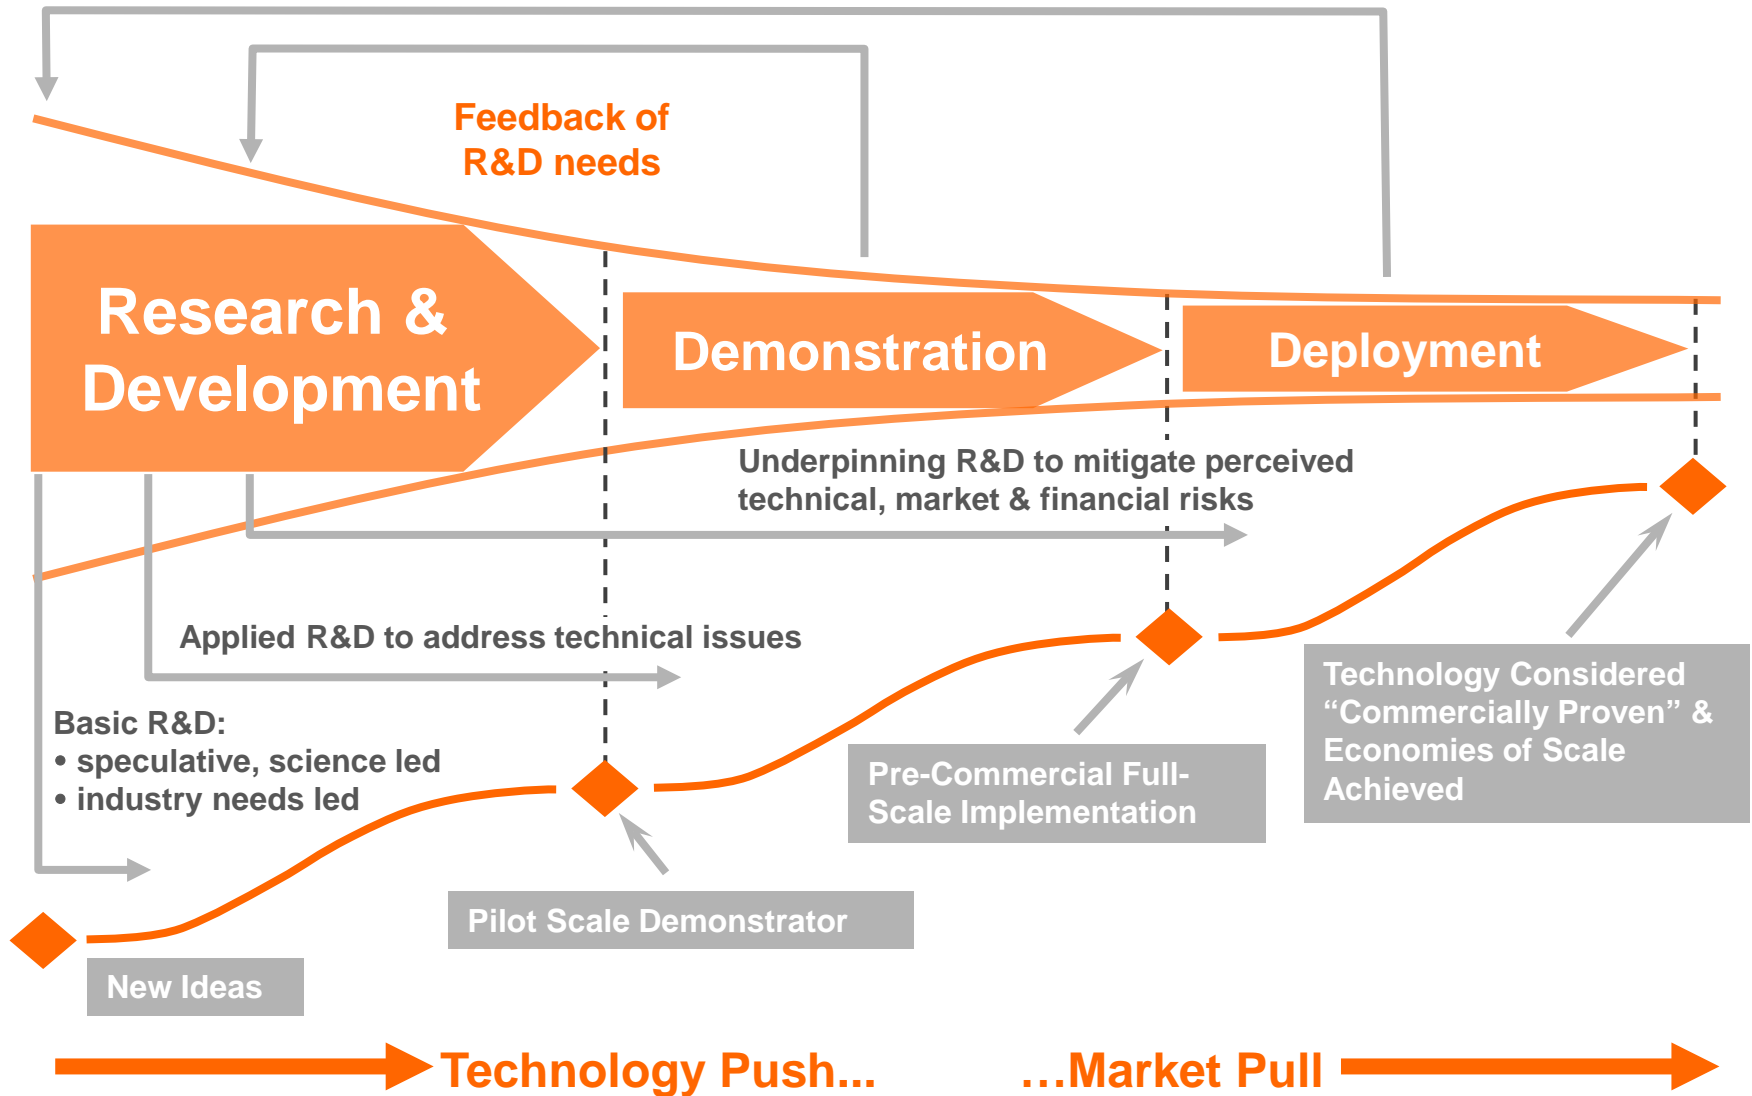 Feedback of
R&D needs
Research &
Development
Demonstration
Deployment
Underpinning R&D to mitigate perceived
technical, market & financial risks
Applied R&D to address technical issues
Basic R&D:
• speculative, science led
• industry needs led
Technology Considered
“Commercially Proven” &
Economies of Scale
Achieved
Pre-Commercial Full-
Scale Implementation
Pilot Scale Demonstrator
New Ideas
Technology Push...
…Market Pull